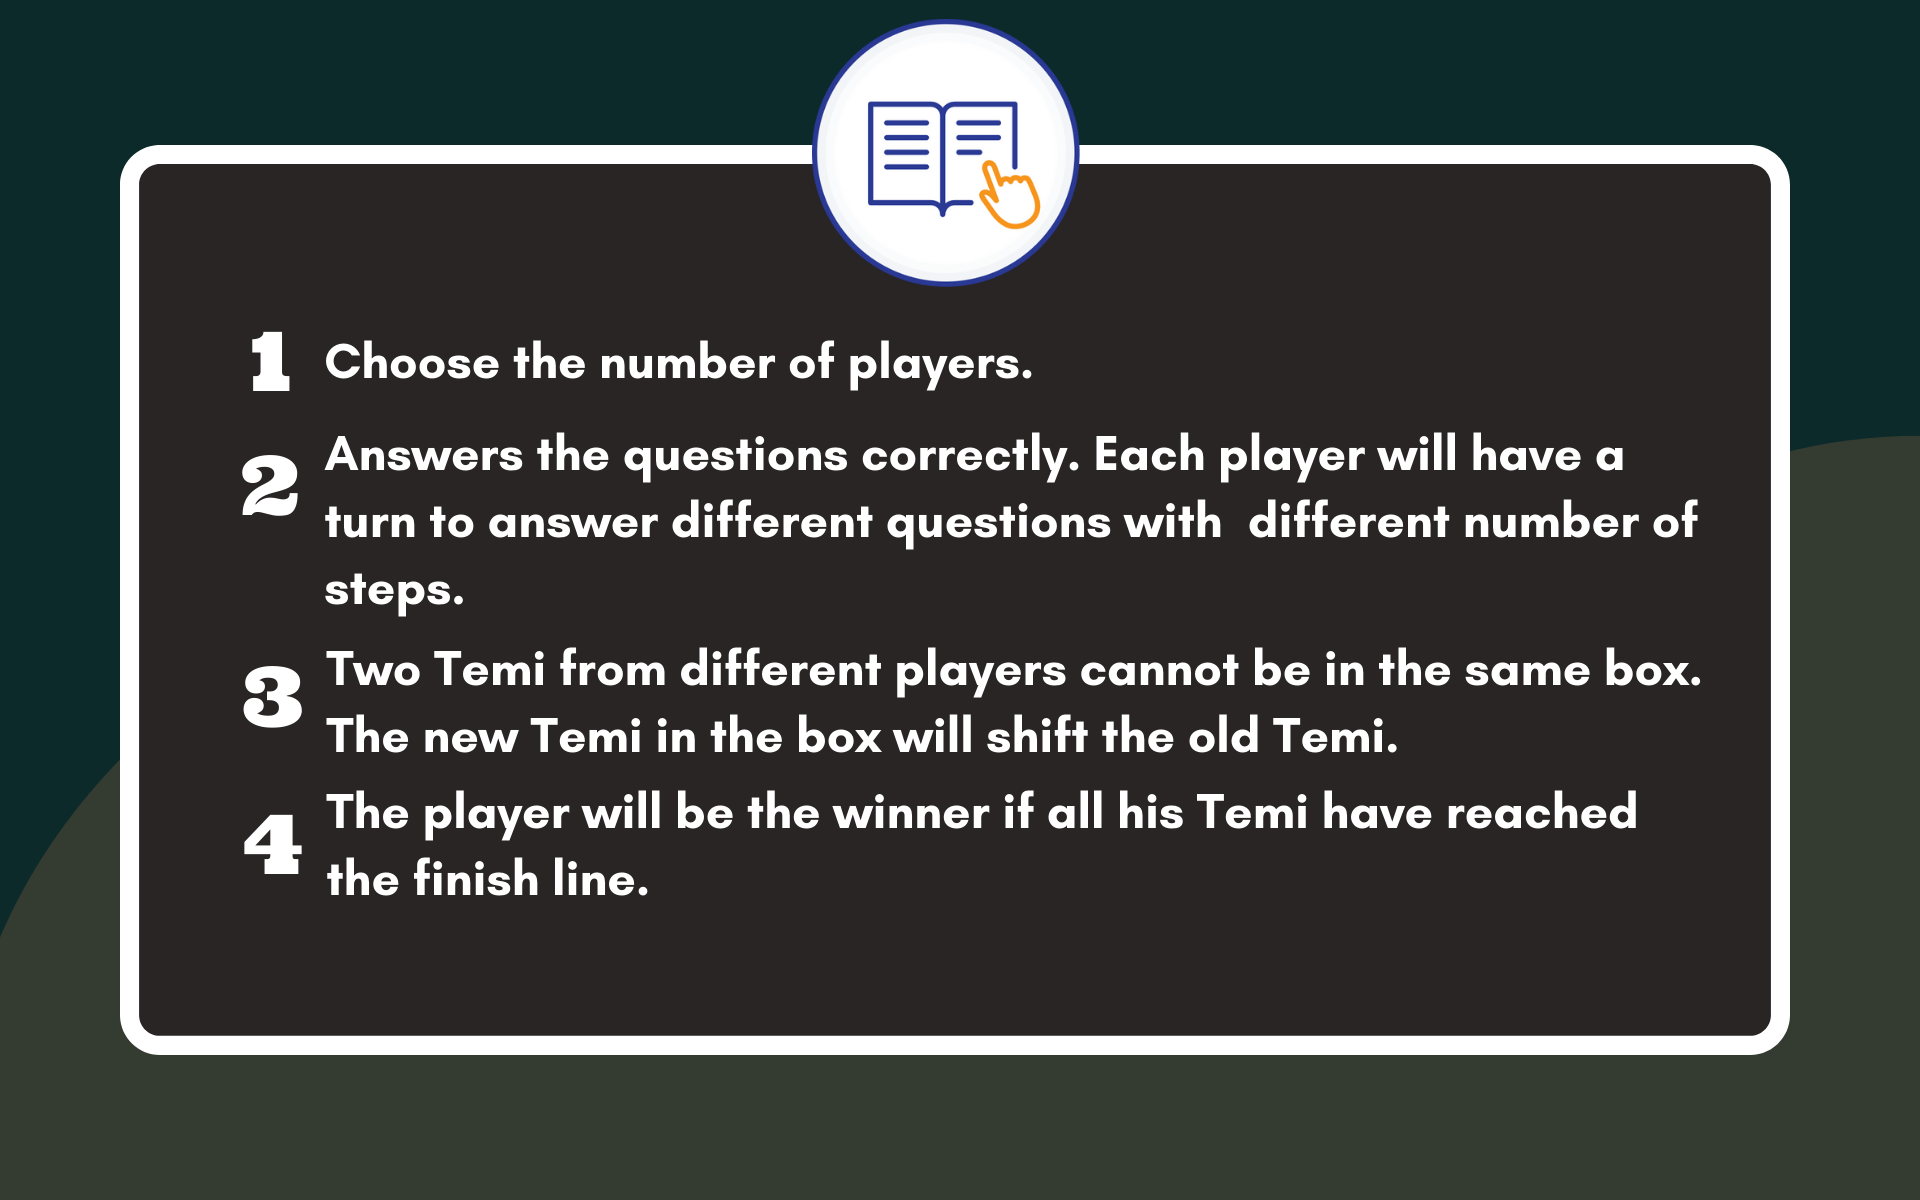 1 Choose the number of players.
2 Answers the questions correctly. Each player will have a
turn to answer different questions with  different number of
steps.
3 Two Temi from different players cannot be in the same box.
The new Temi in the box will shift the old Temi.
4 The player will be the winner if all his Temi have reached
the finish line.